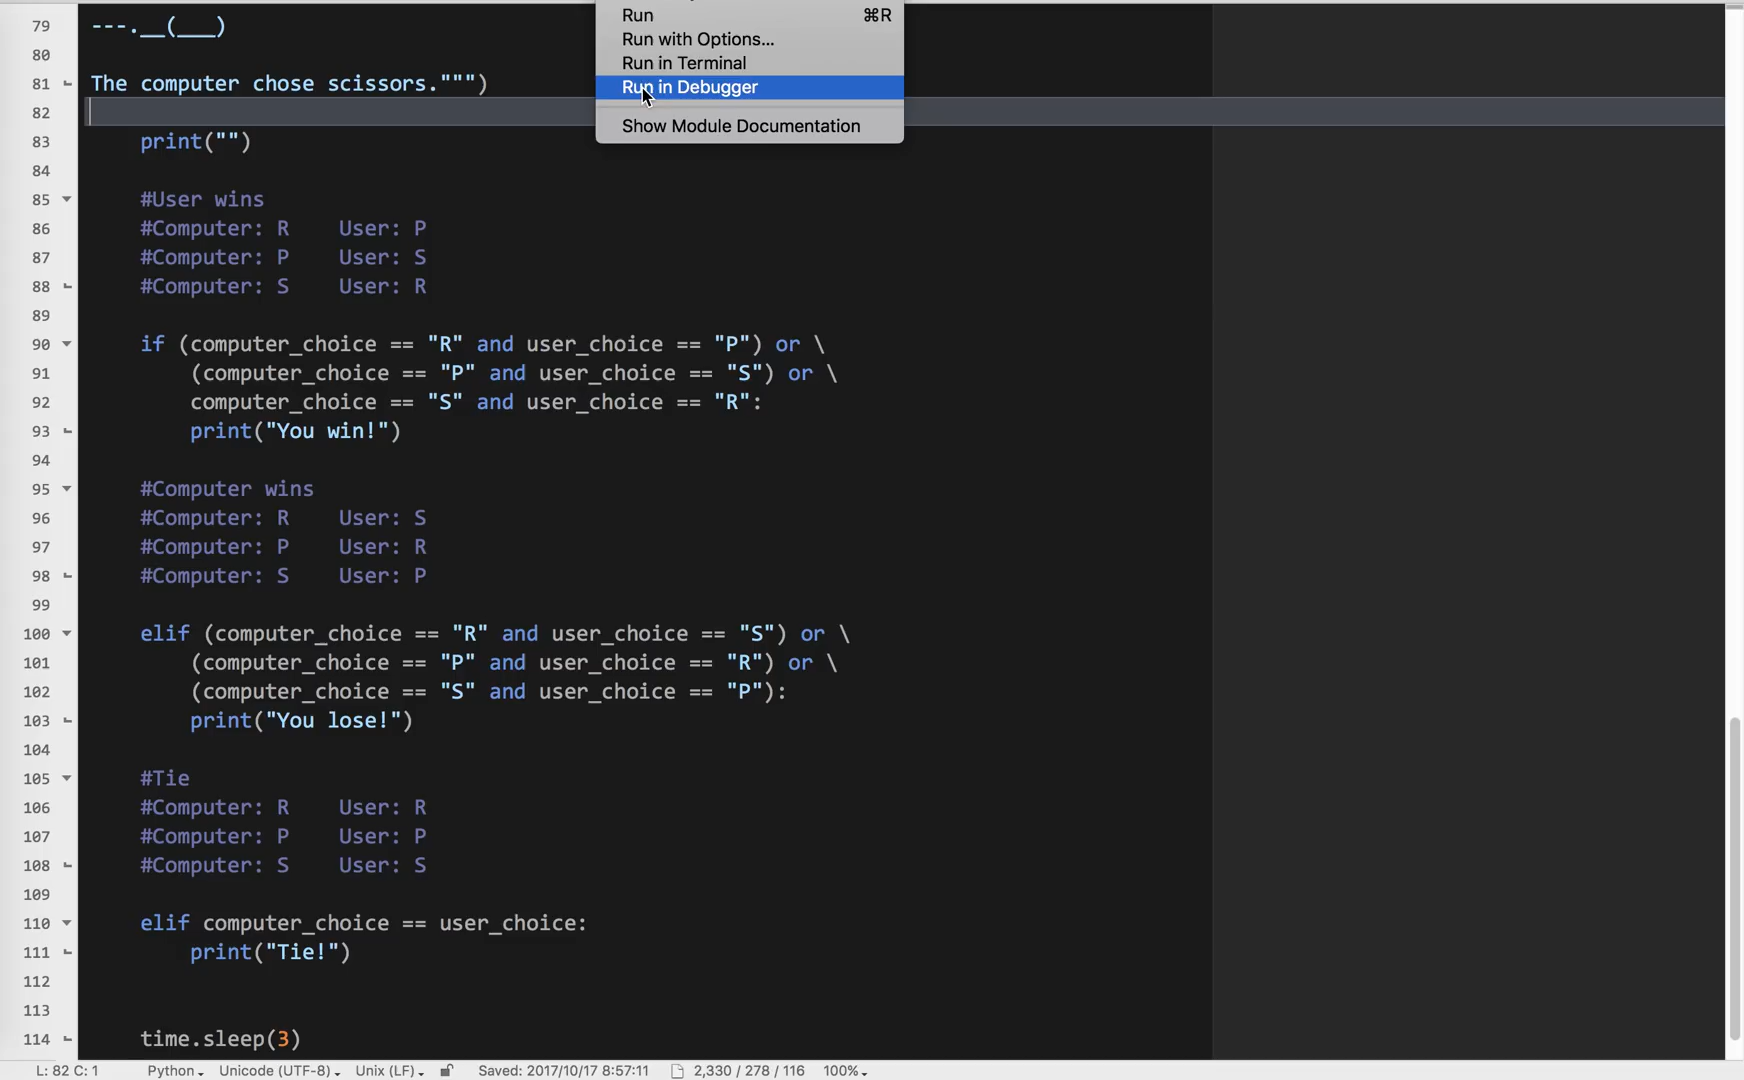 Run ⌘R
Run with Options...
Run in Terminal
Run in Debugger
Show Module Documentation
79 ---.__(___)
80
81 The computer chose scissors.""")
82
83 print("")
84
85 #User wins
86 #Computer: R User: P
87 #Computer: P User: S
88 #Computer: S User: R
89
90 if (computer_choice == "R" and user_choice == "P") or \
91 (computer_choice == "P" and user_choice == "S") or \
92 computer_choice == "S" and user_choice == "R":
93 print("You win!")
94
95 #Computer wins
96 #Computer: R User: S
97 #Computer: P User: R
98 #Computer: S User: P
99
100 elif (computer_choice == "R" and user_choice == "S") or \
101 (computer_choice == "P" and user_choice == "R") or \
102 (computer_choice == "S" and user_choice == "P"):
103 print("You lose!")
104
105 #Tie
106 #Computer: R User: R
107 #Computer: P User: P
108 #Computer: S User: S
109
110 elif computer_choice == user_choice:
111 print("Tie!")
112
113
114 time.sleep(3)
L: 82 C: 1 Python Unicode (UTF-8) Unix (LF) Saved: 2017/10/17 8:57:11 2,330 / 278 / 116 100%